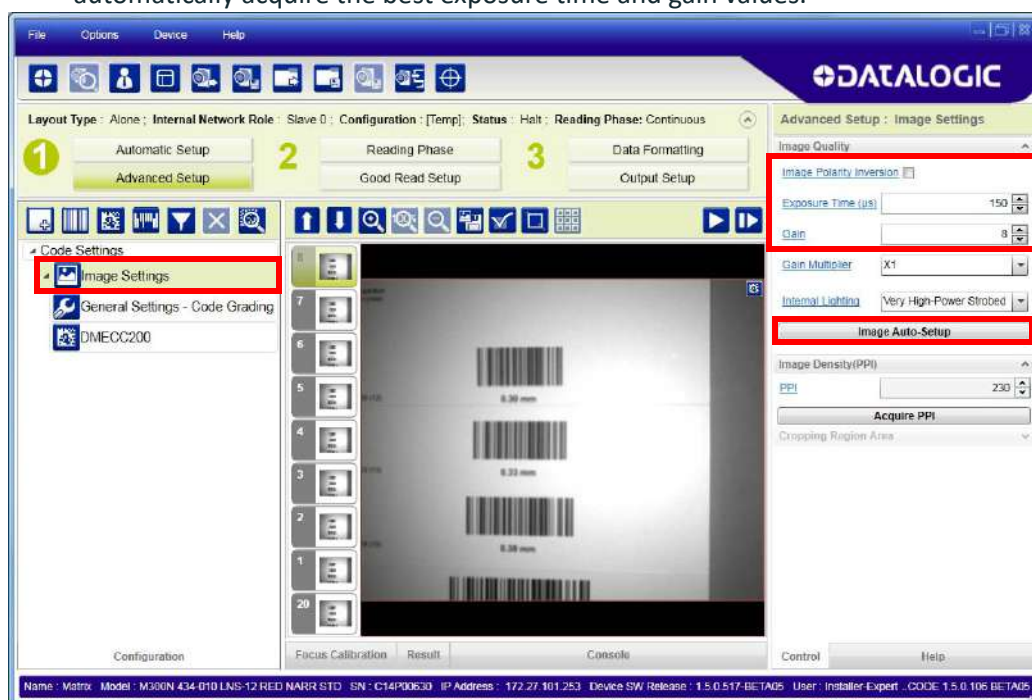 automatically acquire the best exposure time and gain values.
File Options Device Help
DATALOGIC
Layout Type : Alone ; Internal Network Role : Slave 0 ; Configuration : [Temp]; Status : Halt ; Reading Phase: Continuous
Advanced Setup : Image Settings
1 Automatic Setup 2 Reading Phase 3 Data Formatting
Advanced Setup Good Read Setup Output Setup
Image Quality
Image Polarity Inversion
Exposure Time (µs) 150
Gain 8
Gain Multiplier X1
Internal Lighting Very High-Power Strobed
Image Auto-Setup
Image Density(PPI)
PPI 230
Acquire PPI
Cropping Region Area
Code Settings
Image Settings
General Settings - Code Grading
DMECC200
8
7
6
5
4
3
2
1
20
0.30 mm
0.33 mm
0.38 mm
Configuration
Focus Calibration Result Console
Control Help
Name : Matrix Model : M300N 434-010 LNS-12 RED NARR STD SN : C14P00630 IP Address : 172.27.101.253 Device SW Release : 1.5.0.517-BETA05 User : Installer-Expert ..CODE 1.5.0.106 BETA05